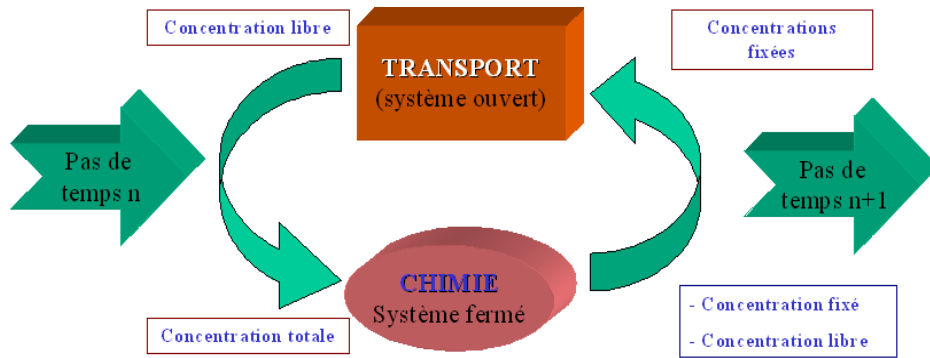 Concentration libre
TRANSPORT
(système ouvert)
Concentrations
fixées
Pas de
temps n
Pas de
temps n+1
CHIMIE
Système fermé
Concentration totale
- Concentration fixé
- Concentration libre